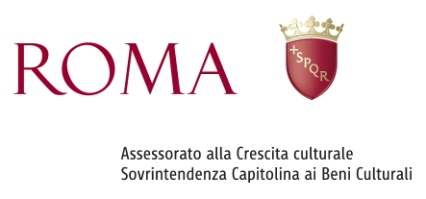 ROMA
SPQR
Assessorato alla Crescita culturale
Sovrintendenza Capitolina ai Beni Culturali